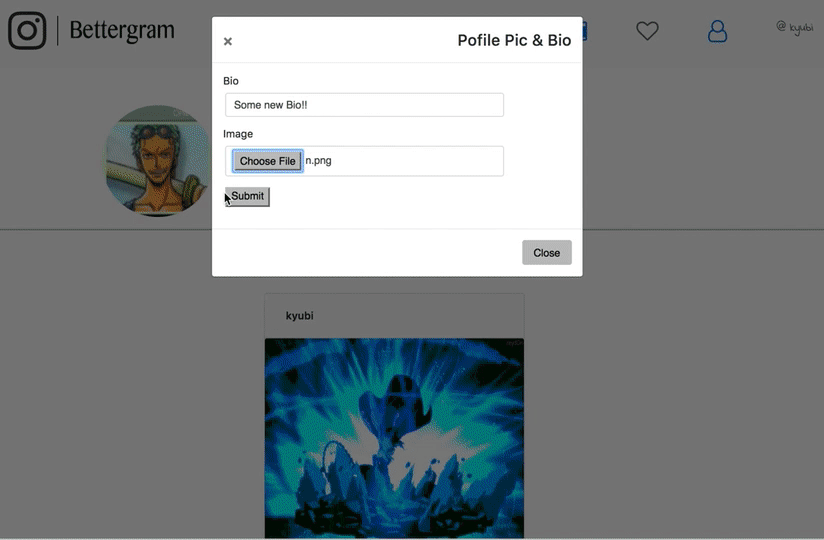 Bettergram
@ kyubi
× Pofile Pic & Bio
Bio
Some new Bio!!
Image
Choose File n.png
Submit
Close
kyubi